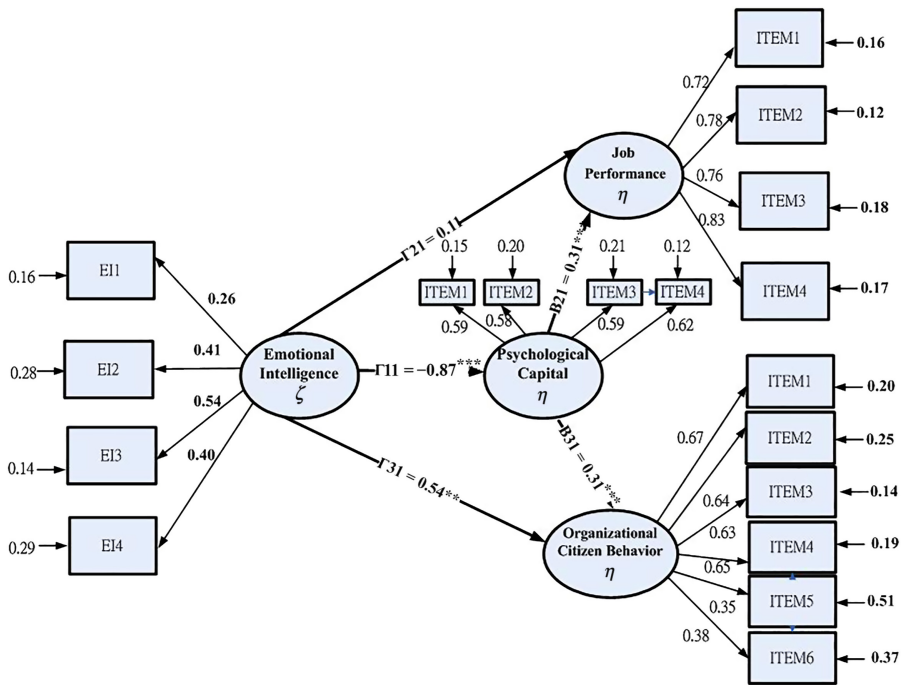 ITEM1
0.16
0.72
ITEM2
0.12
0.78
Job
Performance
η
0.76
ITEM3
0.18
0.83
ITEM4
0.17
Γ21 = 0.11
B21 = 0.31***
0.15
0.20
0.21
0.12
ITEM1
ITEM2
ITEM3
ITEM4
0.59
0.58
0.59
0.62
0.16
EI1
0.26
0.28
EI2
0.41
0.14
EI3
0.54
0.29
EI4
0.40
Emotional
Intelligence
ζ
Γ11 = −0.87***
Psychological
Capital
η
B31 = 0.31***
Γ31 = 0.54**
Organizational
Citizen Behavior
η
0.67
0.64
0.63
0.65
0.35
0.38
ITEM1
0.20
ITEM2
0.25
ITEM3
0.14
ITEM4
0.19
ITEM5
0.51
ITEM6
0.37